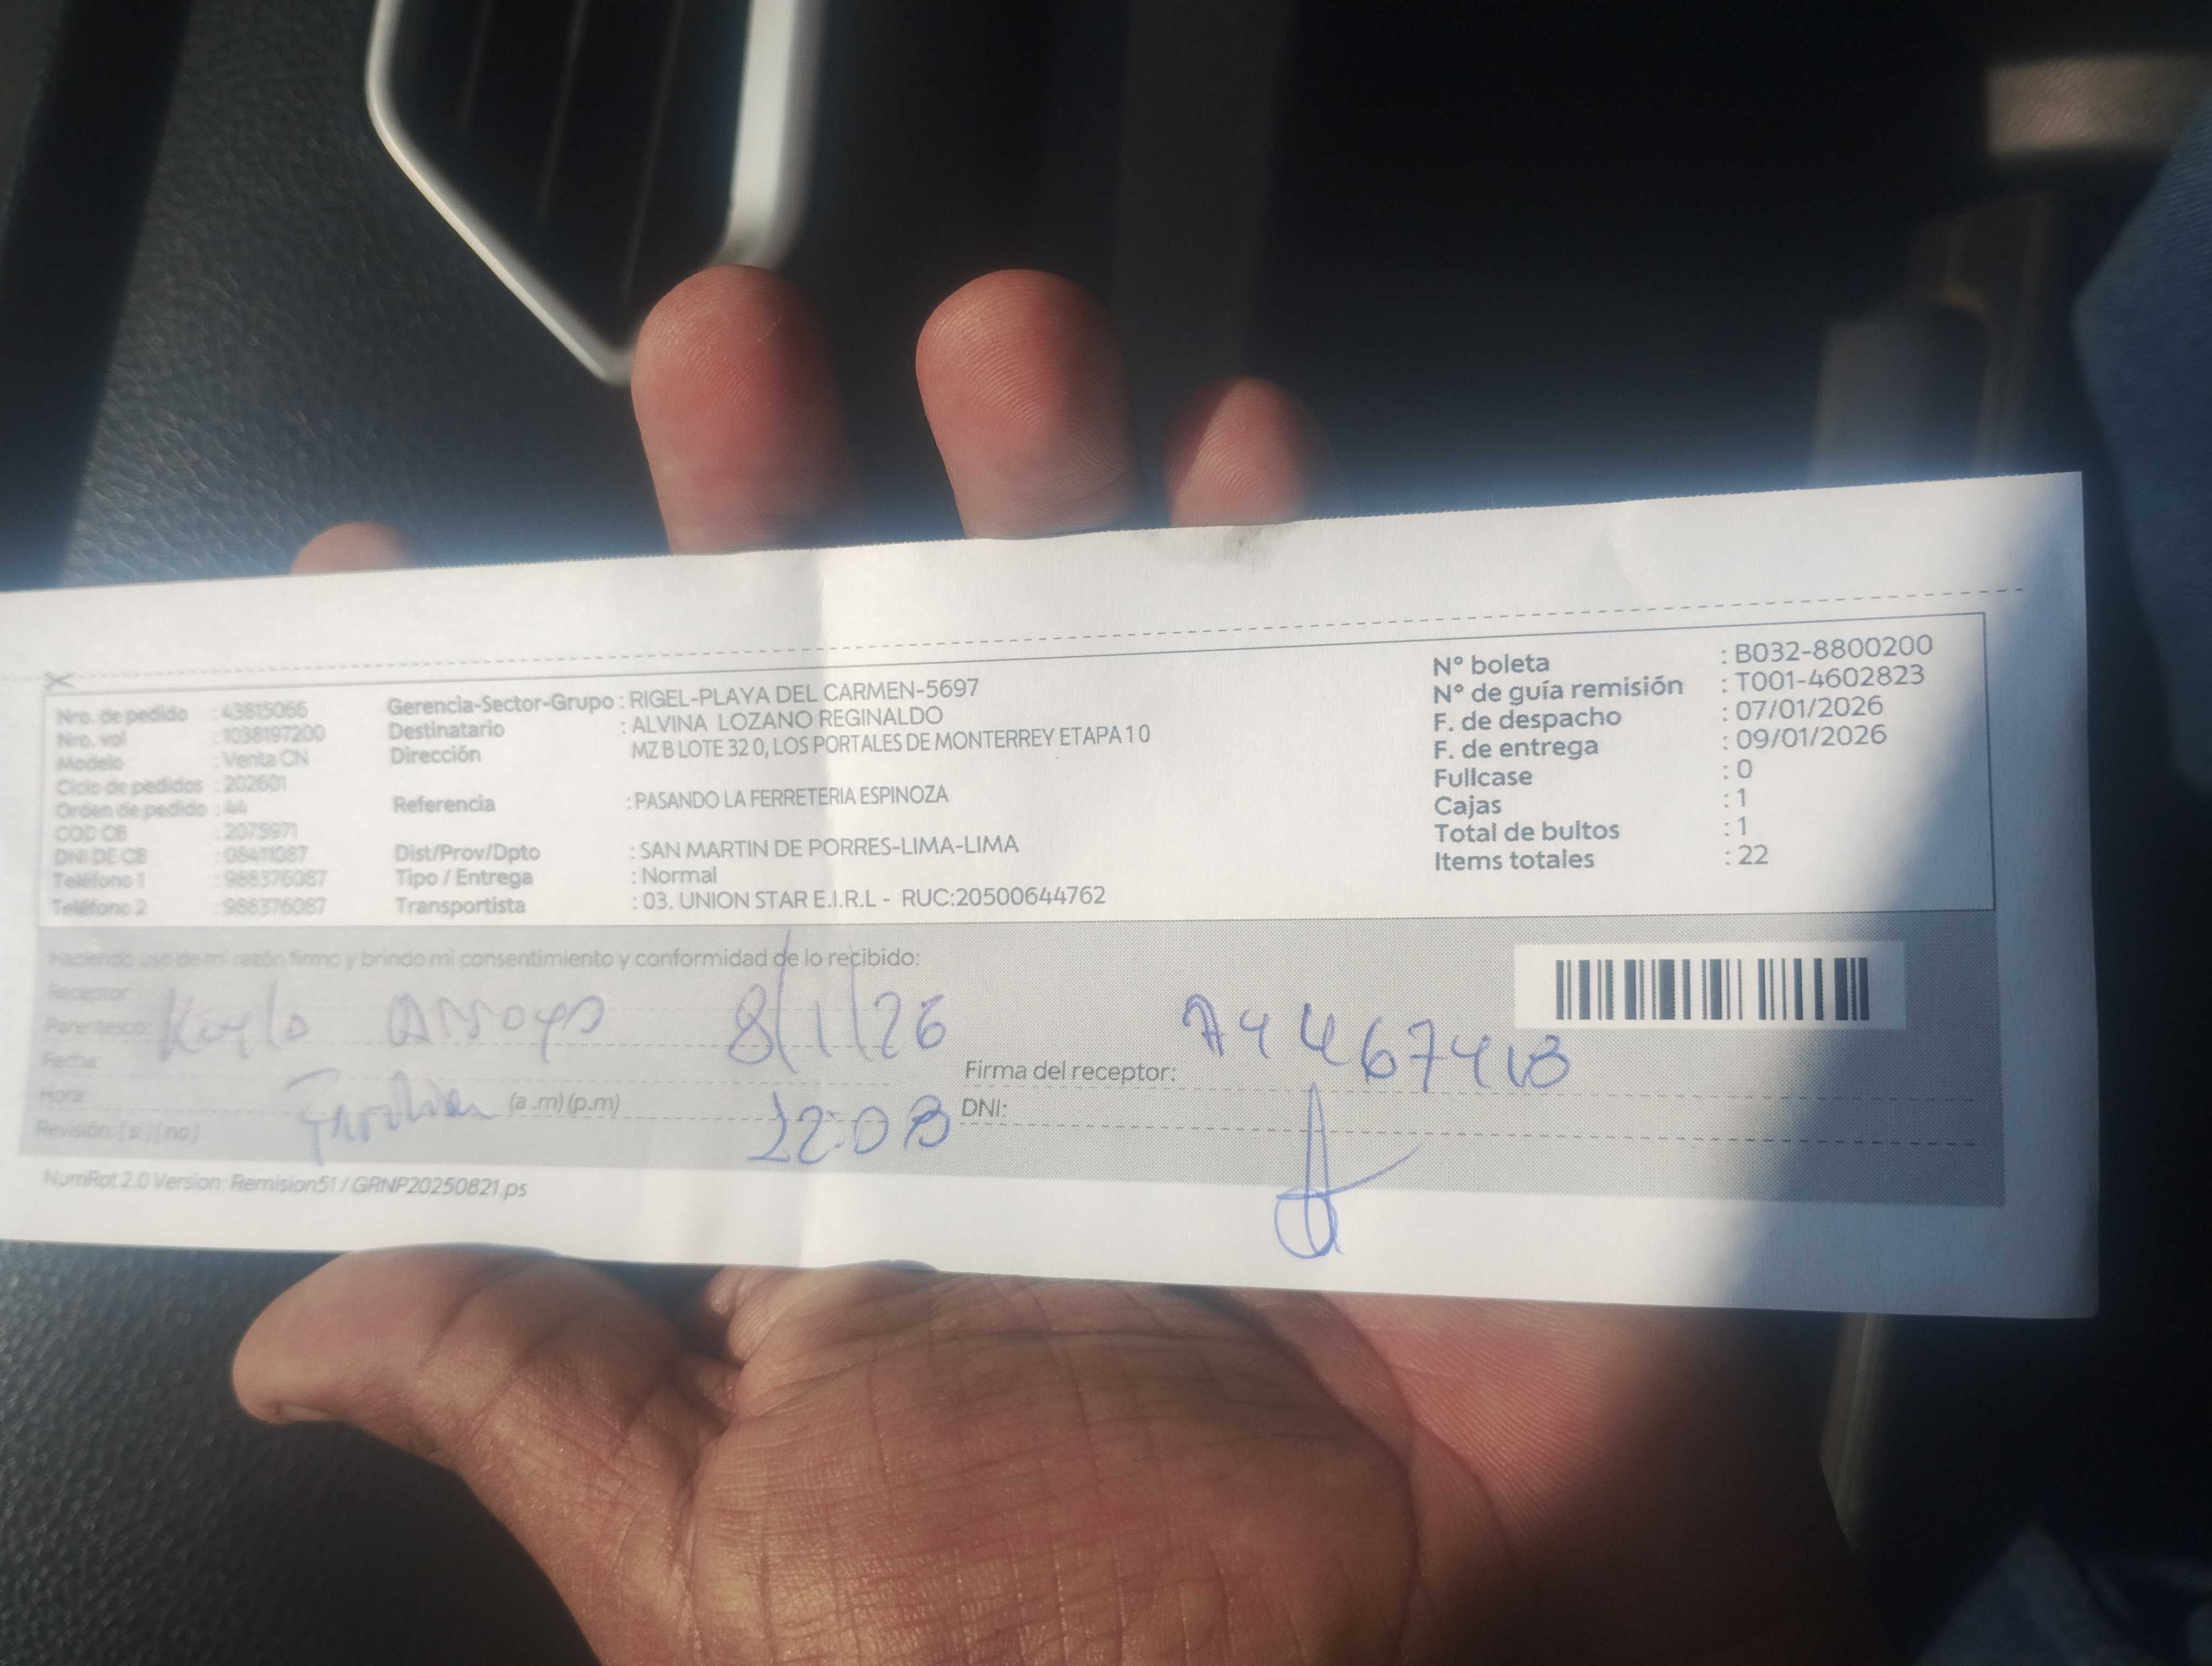 Nro. de pedido : 43815066
Nro. vol : 1038197200
Modelo : Venta CN
Ciclo de pedidos : 202601
Orden de pedido : 44
COD CB : 2075971
DNI DE CB : 08411087
Teléfono 1 : 988376087
Teléfono 2 : 988376087
Gerencia-Sector-Grupo : RIGEL-PLAYA DEL CARMEN-5697
Destinatario : ALVINA LOZANO REGINALDO
Dirección MZ B LOTE 32 0, LOS PORTALES DE MONTERREY ETAPA 1 0
Referencia : PASANDO LA FERRETERIA ESPINOZA
Dist/Prov/Dpto : SAN MARTIN DE PORRES-LIMA-LIMA
Tipo / Entrega : Normal
Transportista : 03. UNION STAR E.I.R.L - RUC:20500644762
N° boleta : B032-8800200
N° de guía remisión : T001-4602823
F. de despacho : 07/01/2026
F. de entrega : 09/01/2026
Fullcase : 0
Cajas : 1
Total de bultos : 1
Items totales : 22
Haciendo uso de mi razón firmo y brindo mi consentimiento y conformidad de lo recibido:
Receptor:
Parentesco: Arroyo 8/1/26
Fecha:
Hora: (a.m) (p.m) 12:03
Revisión: (si) (no)
Firma del receptor:
DNI:
NumRot 2.0 Version: Remision51 / GRNP20250821.ps